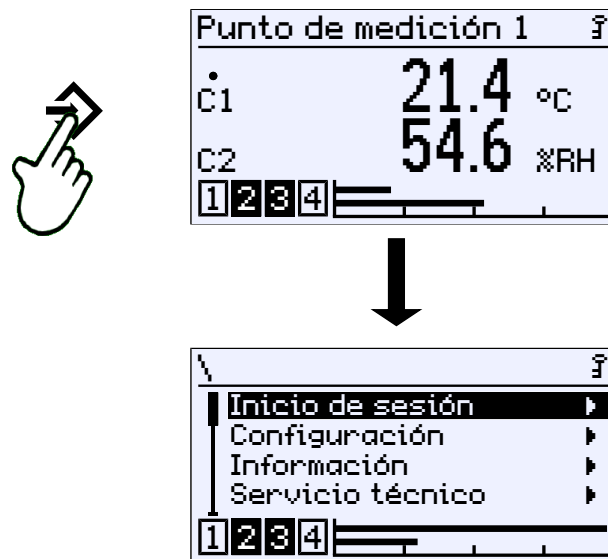 Punto de medición 1
C1 21.4 °C
C2 54.6 %RH
1 2 3 4
\
Inicio de sesión
Configuración
Información
Servicio técnico
1 2 3 4